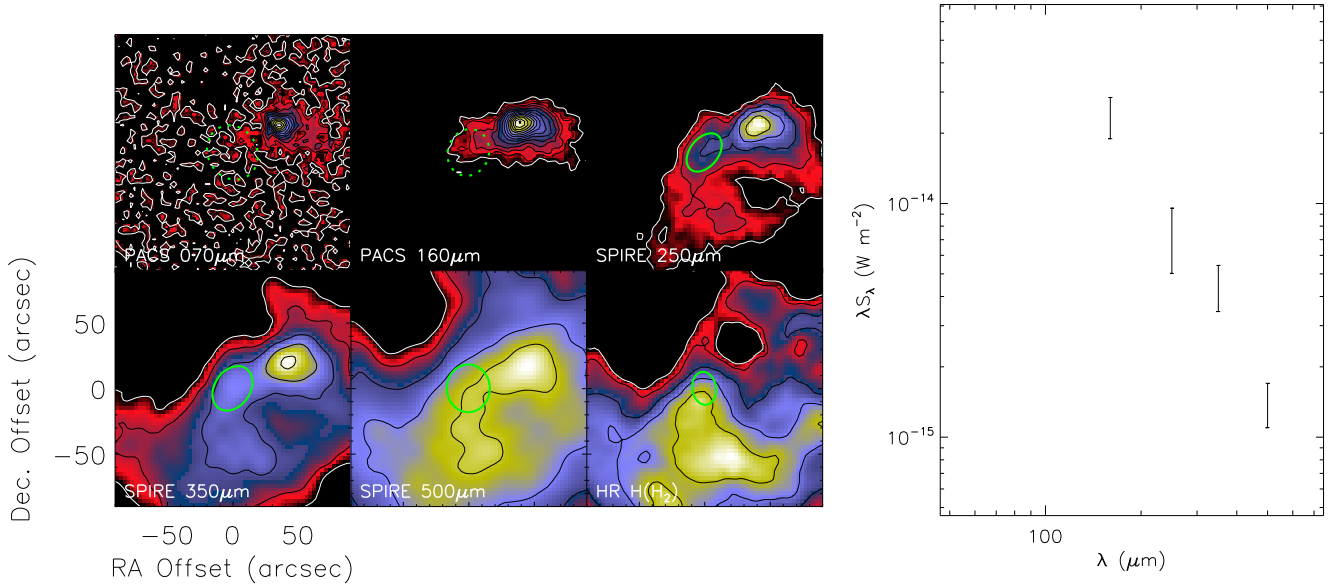 PACS 070μm
PACS 160μm
SPIRE 250μm
SPIRE 350μm
SPIRE 500μm
HR H(H₂)
Dec. Offset (arcsec)
50
0
−50
−50 0 50
RA Offset (arcsec)
λS_λ (W m⁻²)
10⁻¹⁴
10⁻¹⁵
100
λ (μm)